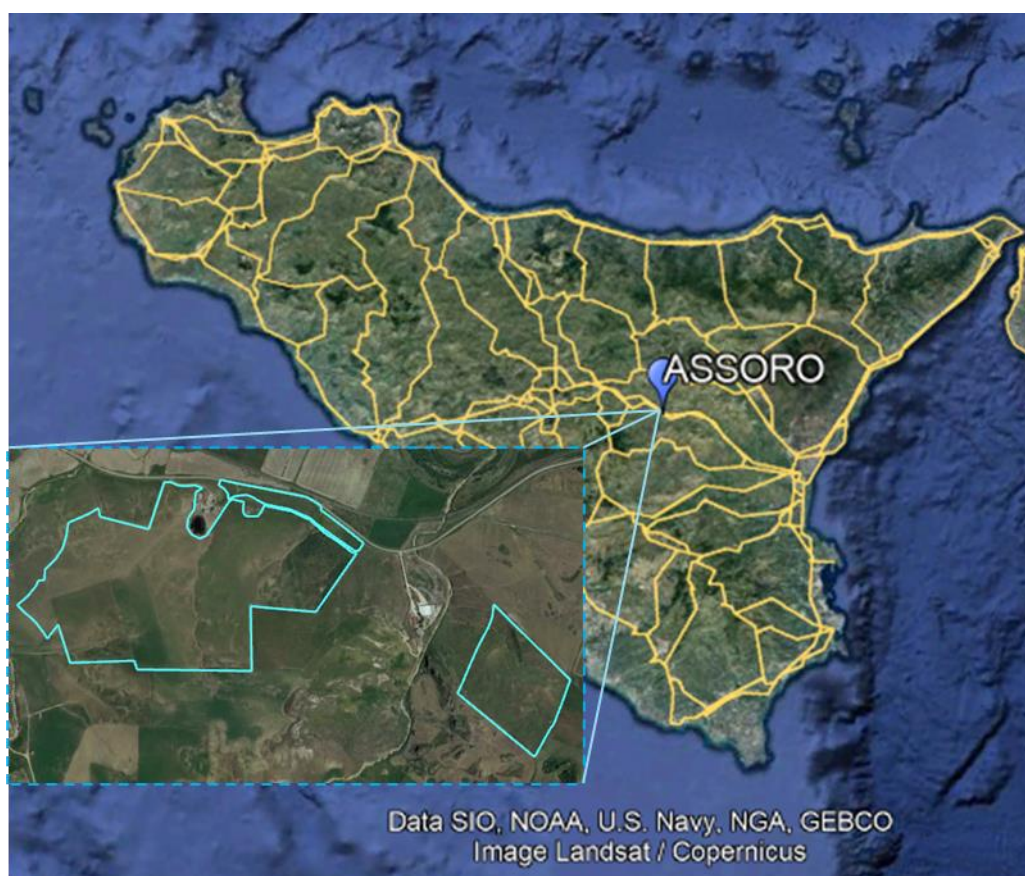 ASSORO
Data SIO, NOAA, U.S. Navy, NGA, GEBCO
Image Landsat / Copernicus